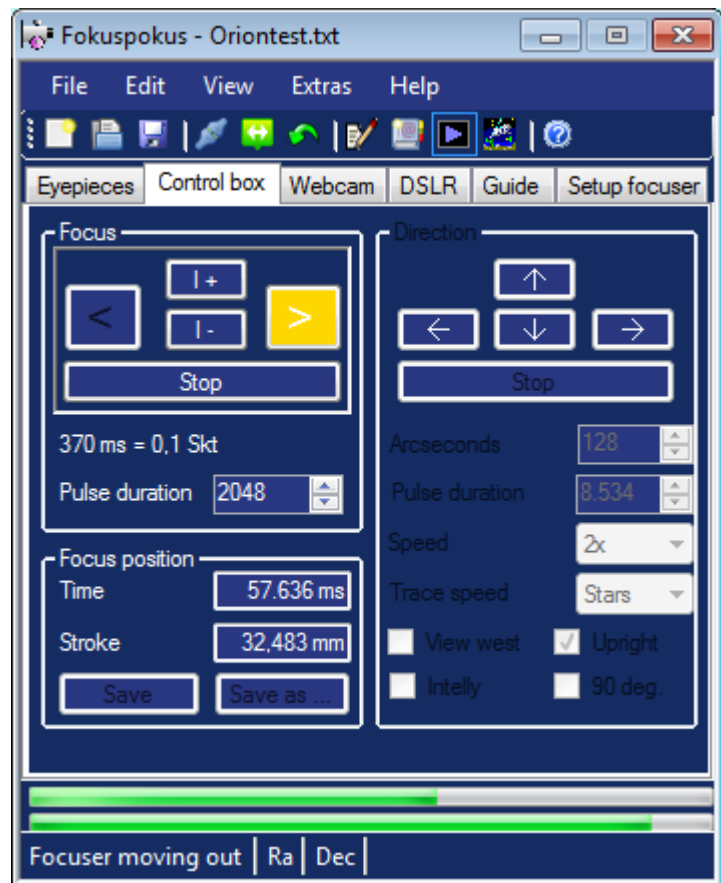 Fokuspokus - Oriontest.txt
File Edit View Extras Help
Eyepieces Control box Webcam DSLR Guide Setup focuser
Focus
I +
< >
I -
Stop
370 ms = 0,1 Skt
Pulse duration 2048
Focus position
Time 57.636 ms
Stroke 32,483 mm
Save Save as ...
Direction
↑
← ↓ →
Stop
Arcseconds 128
Pulse duration 8.534
Speed 2x
Trace speed Stars
View west Upright
Intelly 90 deg.
Focuser moving out Ra Dec